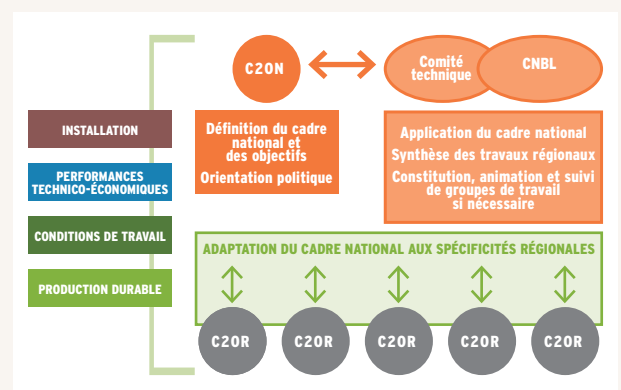 INSTALLATION
PERFORMANCES
TECHNICO-ÉCONOMIQUES
CONDITIONS DE TRAVAIL
PRODUCTION DURABLE
C2ON
Comité
technique
CNBL
Définition du cadre
national et
des objectifs
Orientation politique
Application du cadre national
Synthèse des travaux régionaux
Constitution, animation et suivi
de groupes de travail
si nécessaire
ADAPTATION DU CADRE NATIONAL AUX SPÉCIFICITÉS RÉGIONALES
C2OR
C2OR
C2OR
C2OR
C2OR